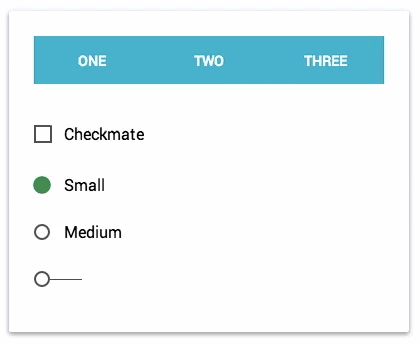 ONE TWO THREE
Checkmate
Small
Medium